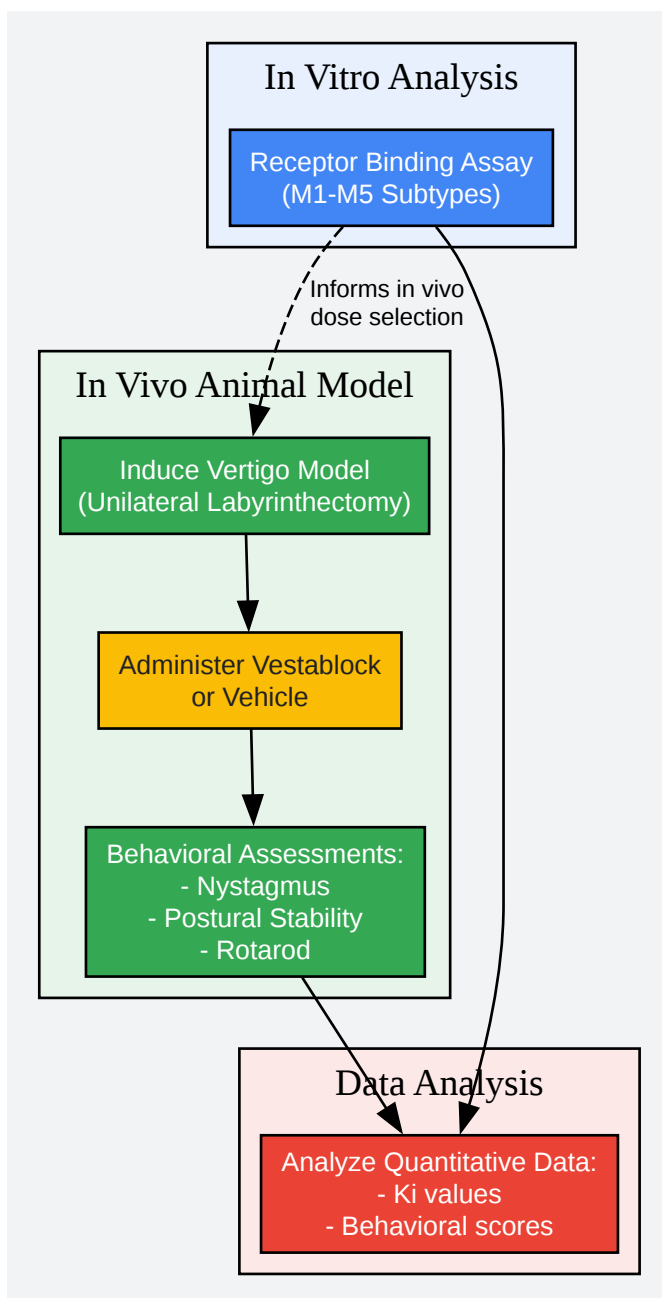 In Vitro Analysis
Receptor Binding Assay
(M1-M5 Subtypes)
Informs in vivo
dose selection
In Vivo Animal Model
Induce Vertigo Model
(Unilateral Labyrinthectomy)
Administer Vestablock
or Vehicle
Behavioral Assessments:
- Nystagmus
- Postural Stability
- Rotarod
Data Analysis
Analyze Quantitative Data:
- Ki values
- Behavioral scores